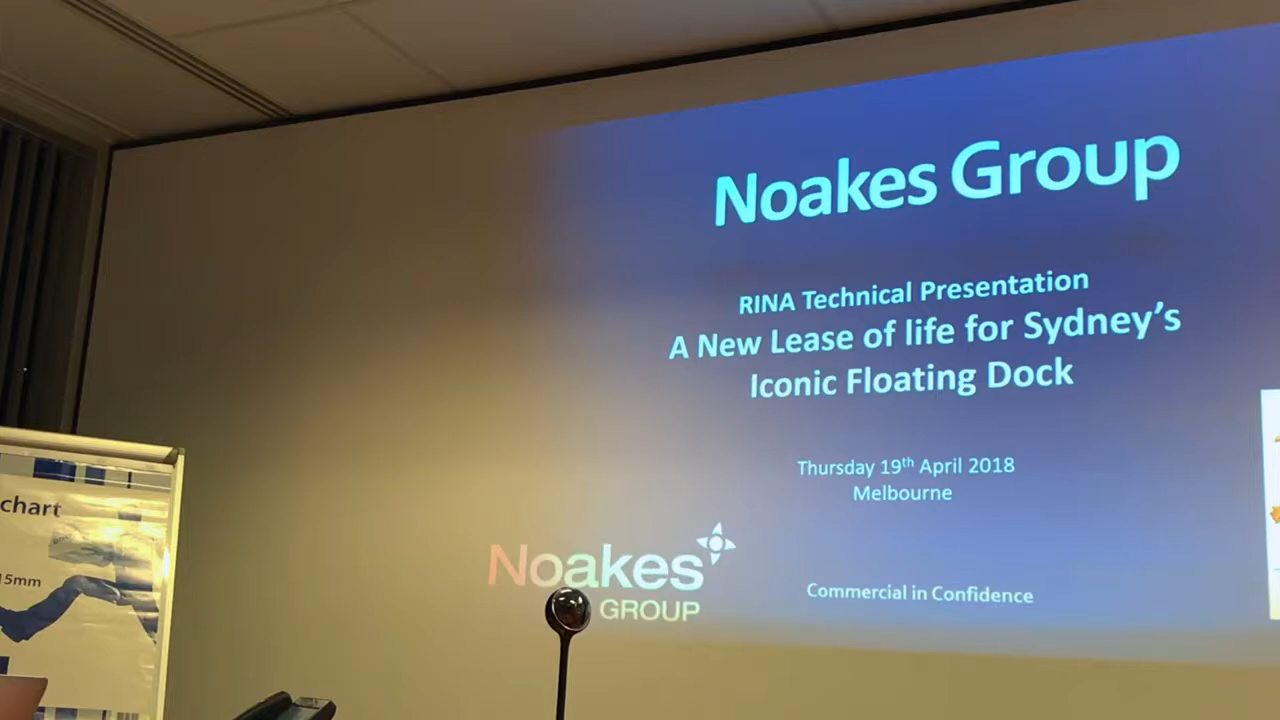 Noakes Group
RINA Technical Presentation
A New Lease of life for Sydney's
Iconic Floating Dock
Thursday 19th April 2018
Melbourne
Noakes
GROUP
Commercial in Confidence
chart
15mm